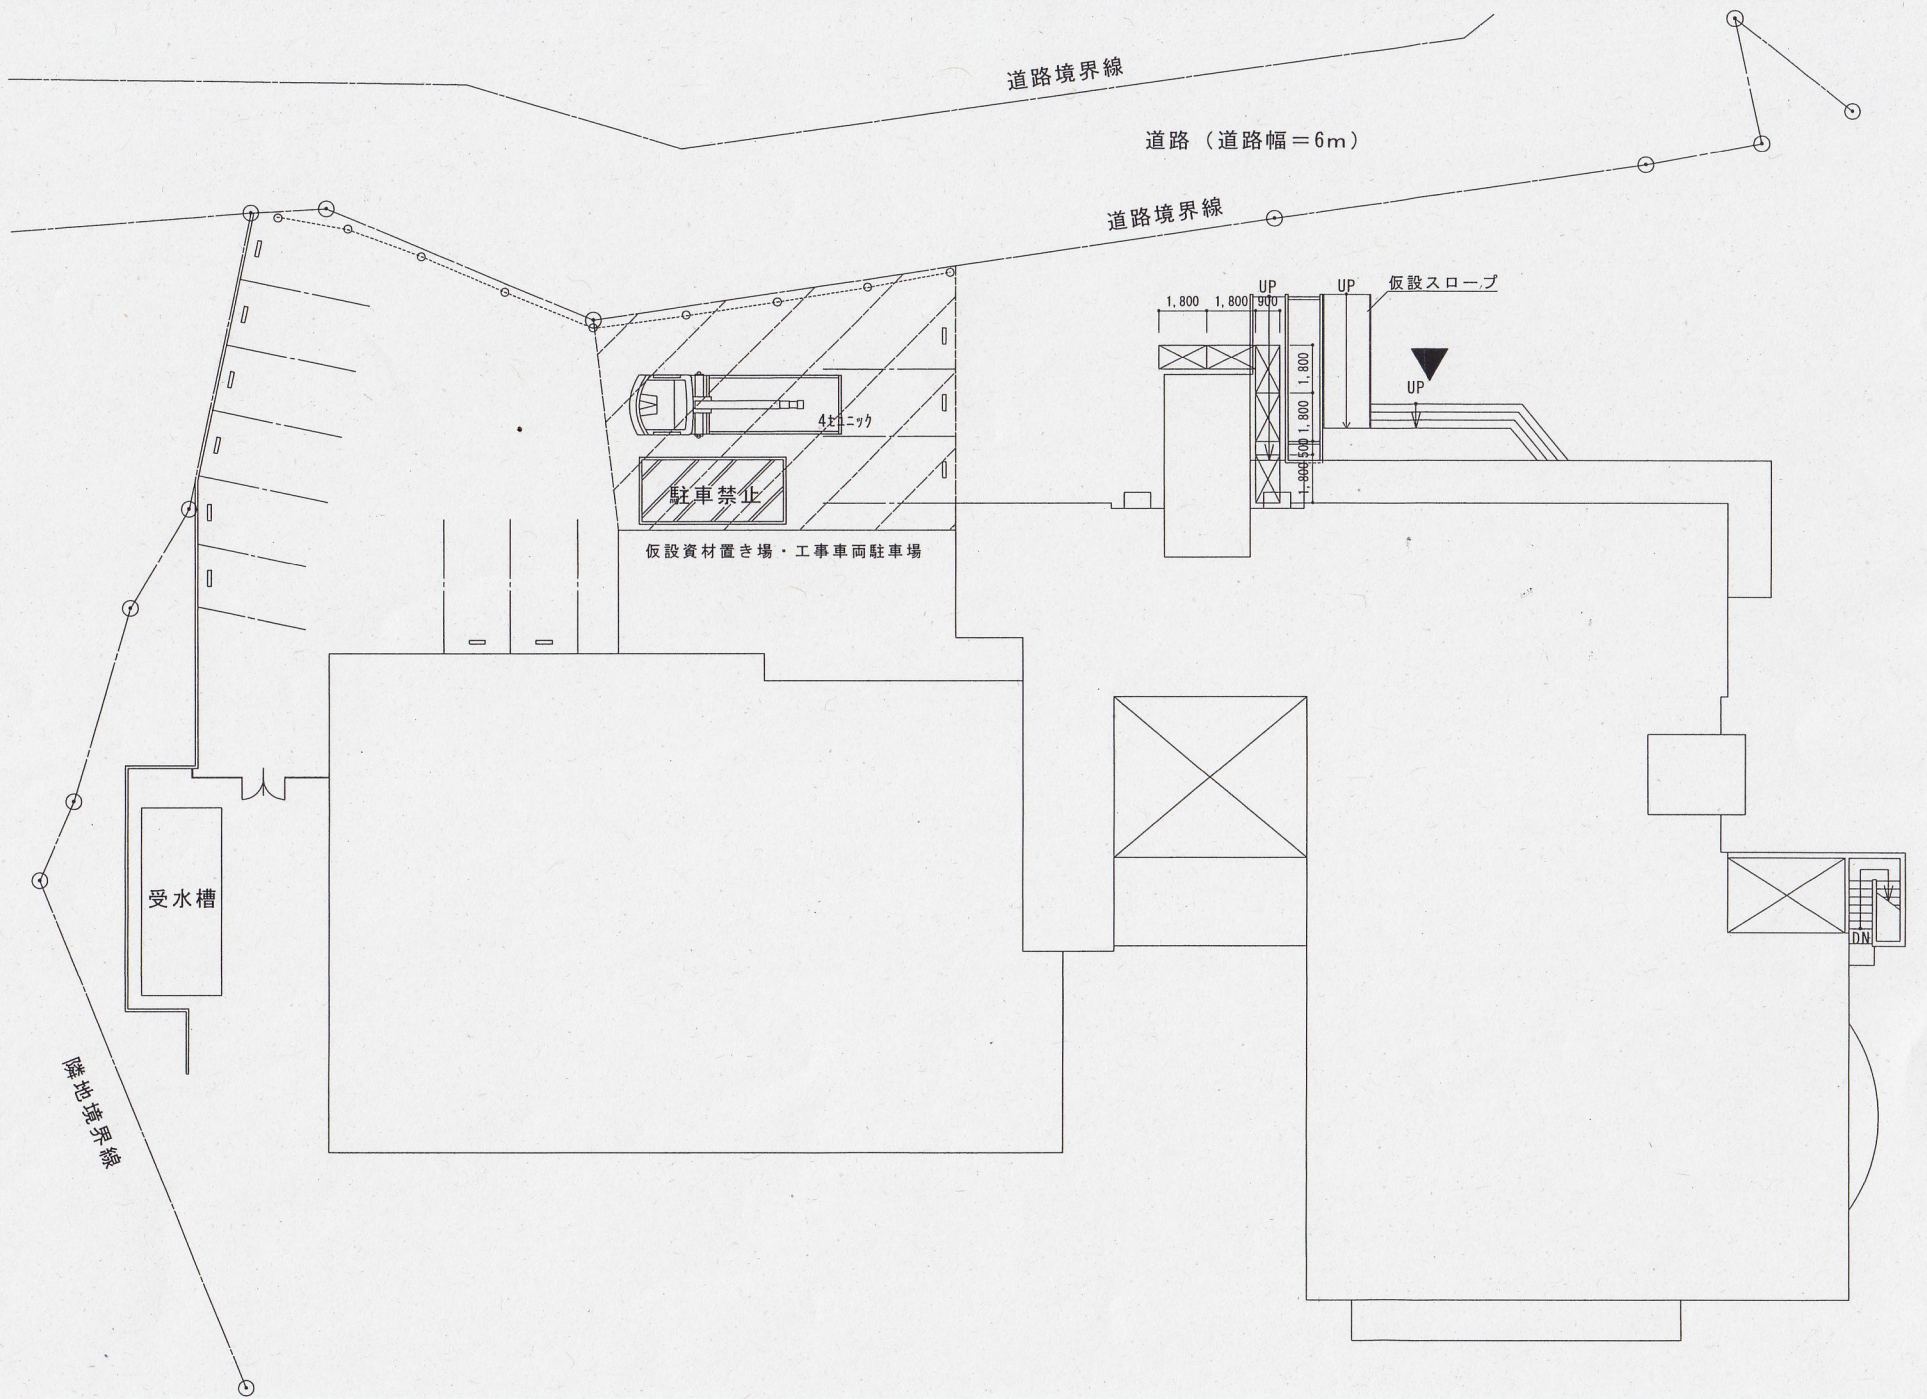 道路境界線
道路（道路幅＝6m）
道路境界線
UP
UP
仮設スロープ
1,800
1,800
900
1,800
UP
1,800
4tユニック
500
1,800
駐車禁止
仮設資材置き場・工事車両駐車場
受水槽
DN
隣地境界線